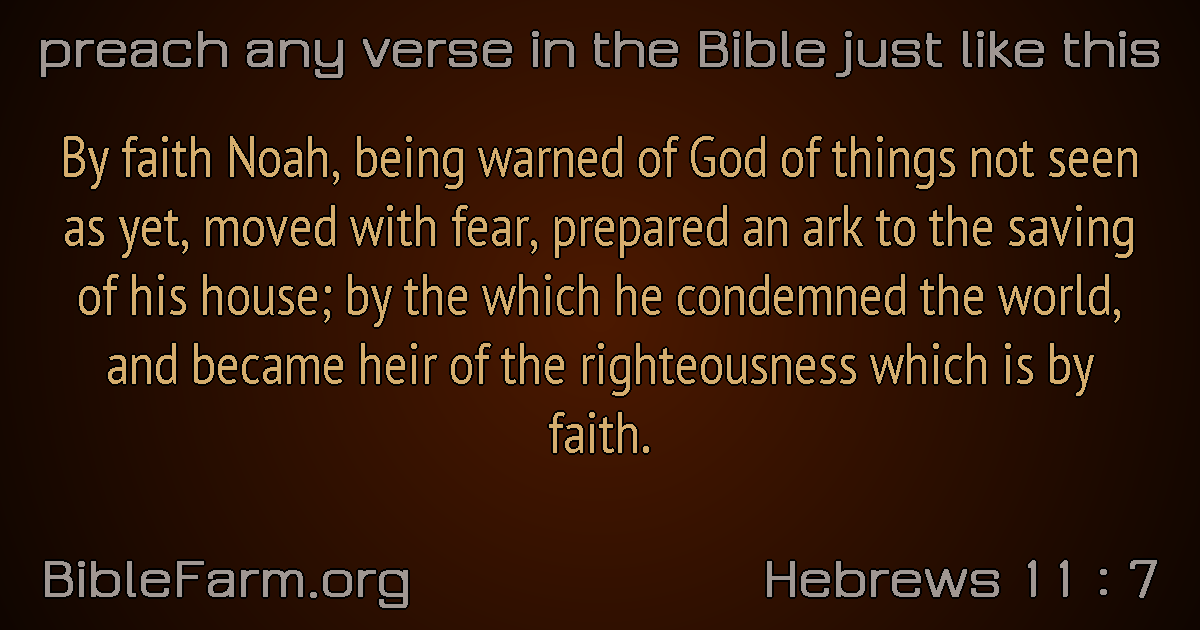 preach any verse in the Bible just like this
By faith Noah, being warned of God of things not seen
as yet, moved with fear, prepared an ark to the saving
of his house; by the which he condemned the world,
and became heir of the righteousness which is by
faith.
BibleFarm.org
Hebrews 11 : 7